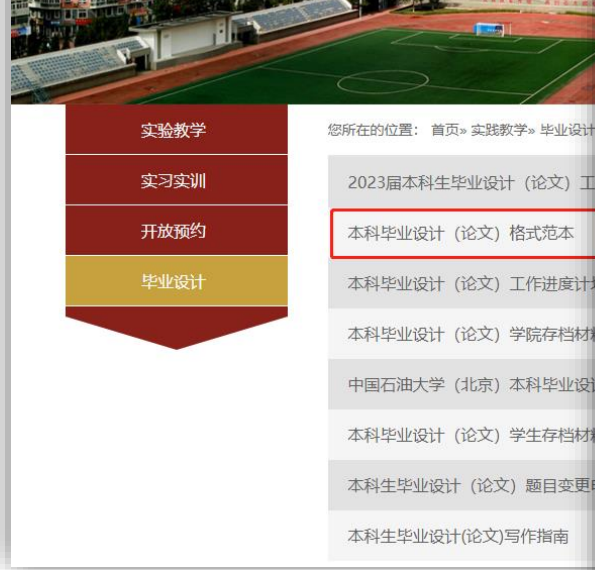 实验教学
实习实训
开放预约
毕业设计
您所在的位置： 首页» 实践教学» 毕业设计
2023届本科生毕业设计（论文）工
本科毕业设计（论文）格式范本
本科毕业设计（论文）工作进度计
本科毕业设计（论文）学院存档材
中国石油大学（北京）本科毕业设
本科毕业设计（论文）学生存档材
本科生毕业设计（论文）题目变更
本科生毕业设计(论文)写作指南